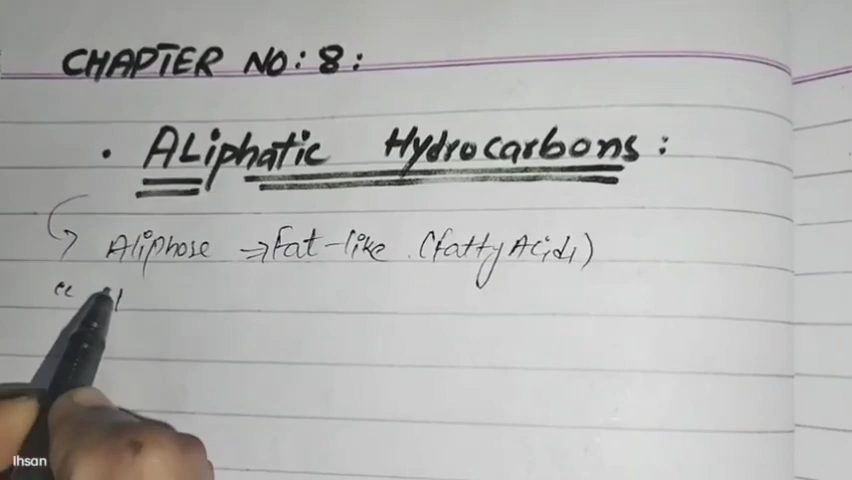 CHAPTER NO: 8:
• ALiphatic Hydrocarbons:
Aliphose → Fat-like (Fatty Acids)
“
Ihsan